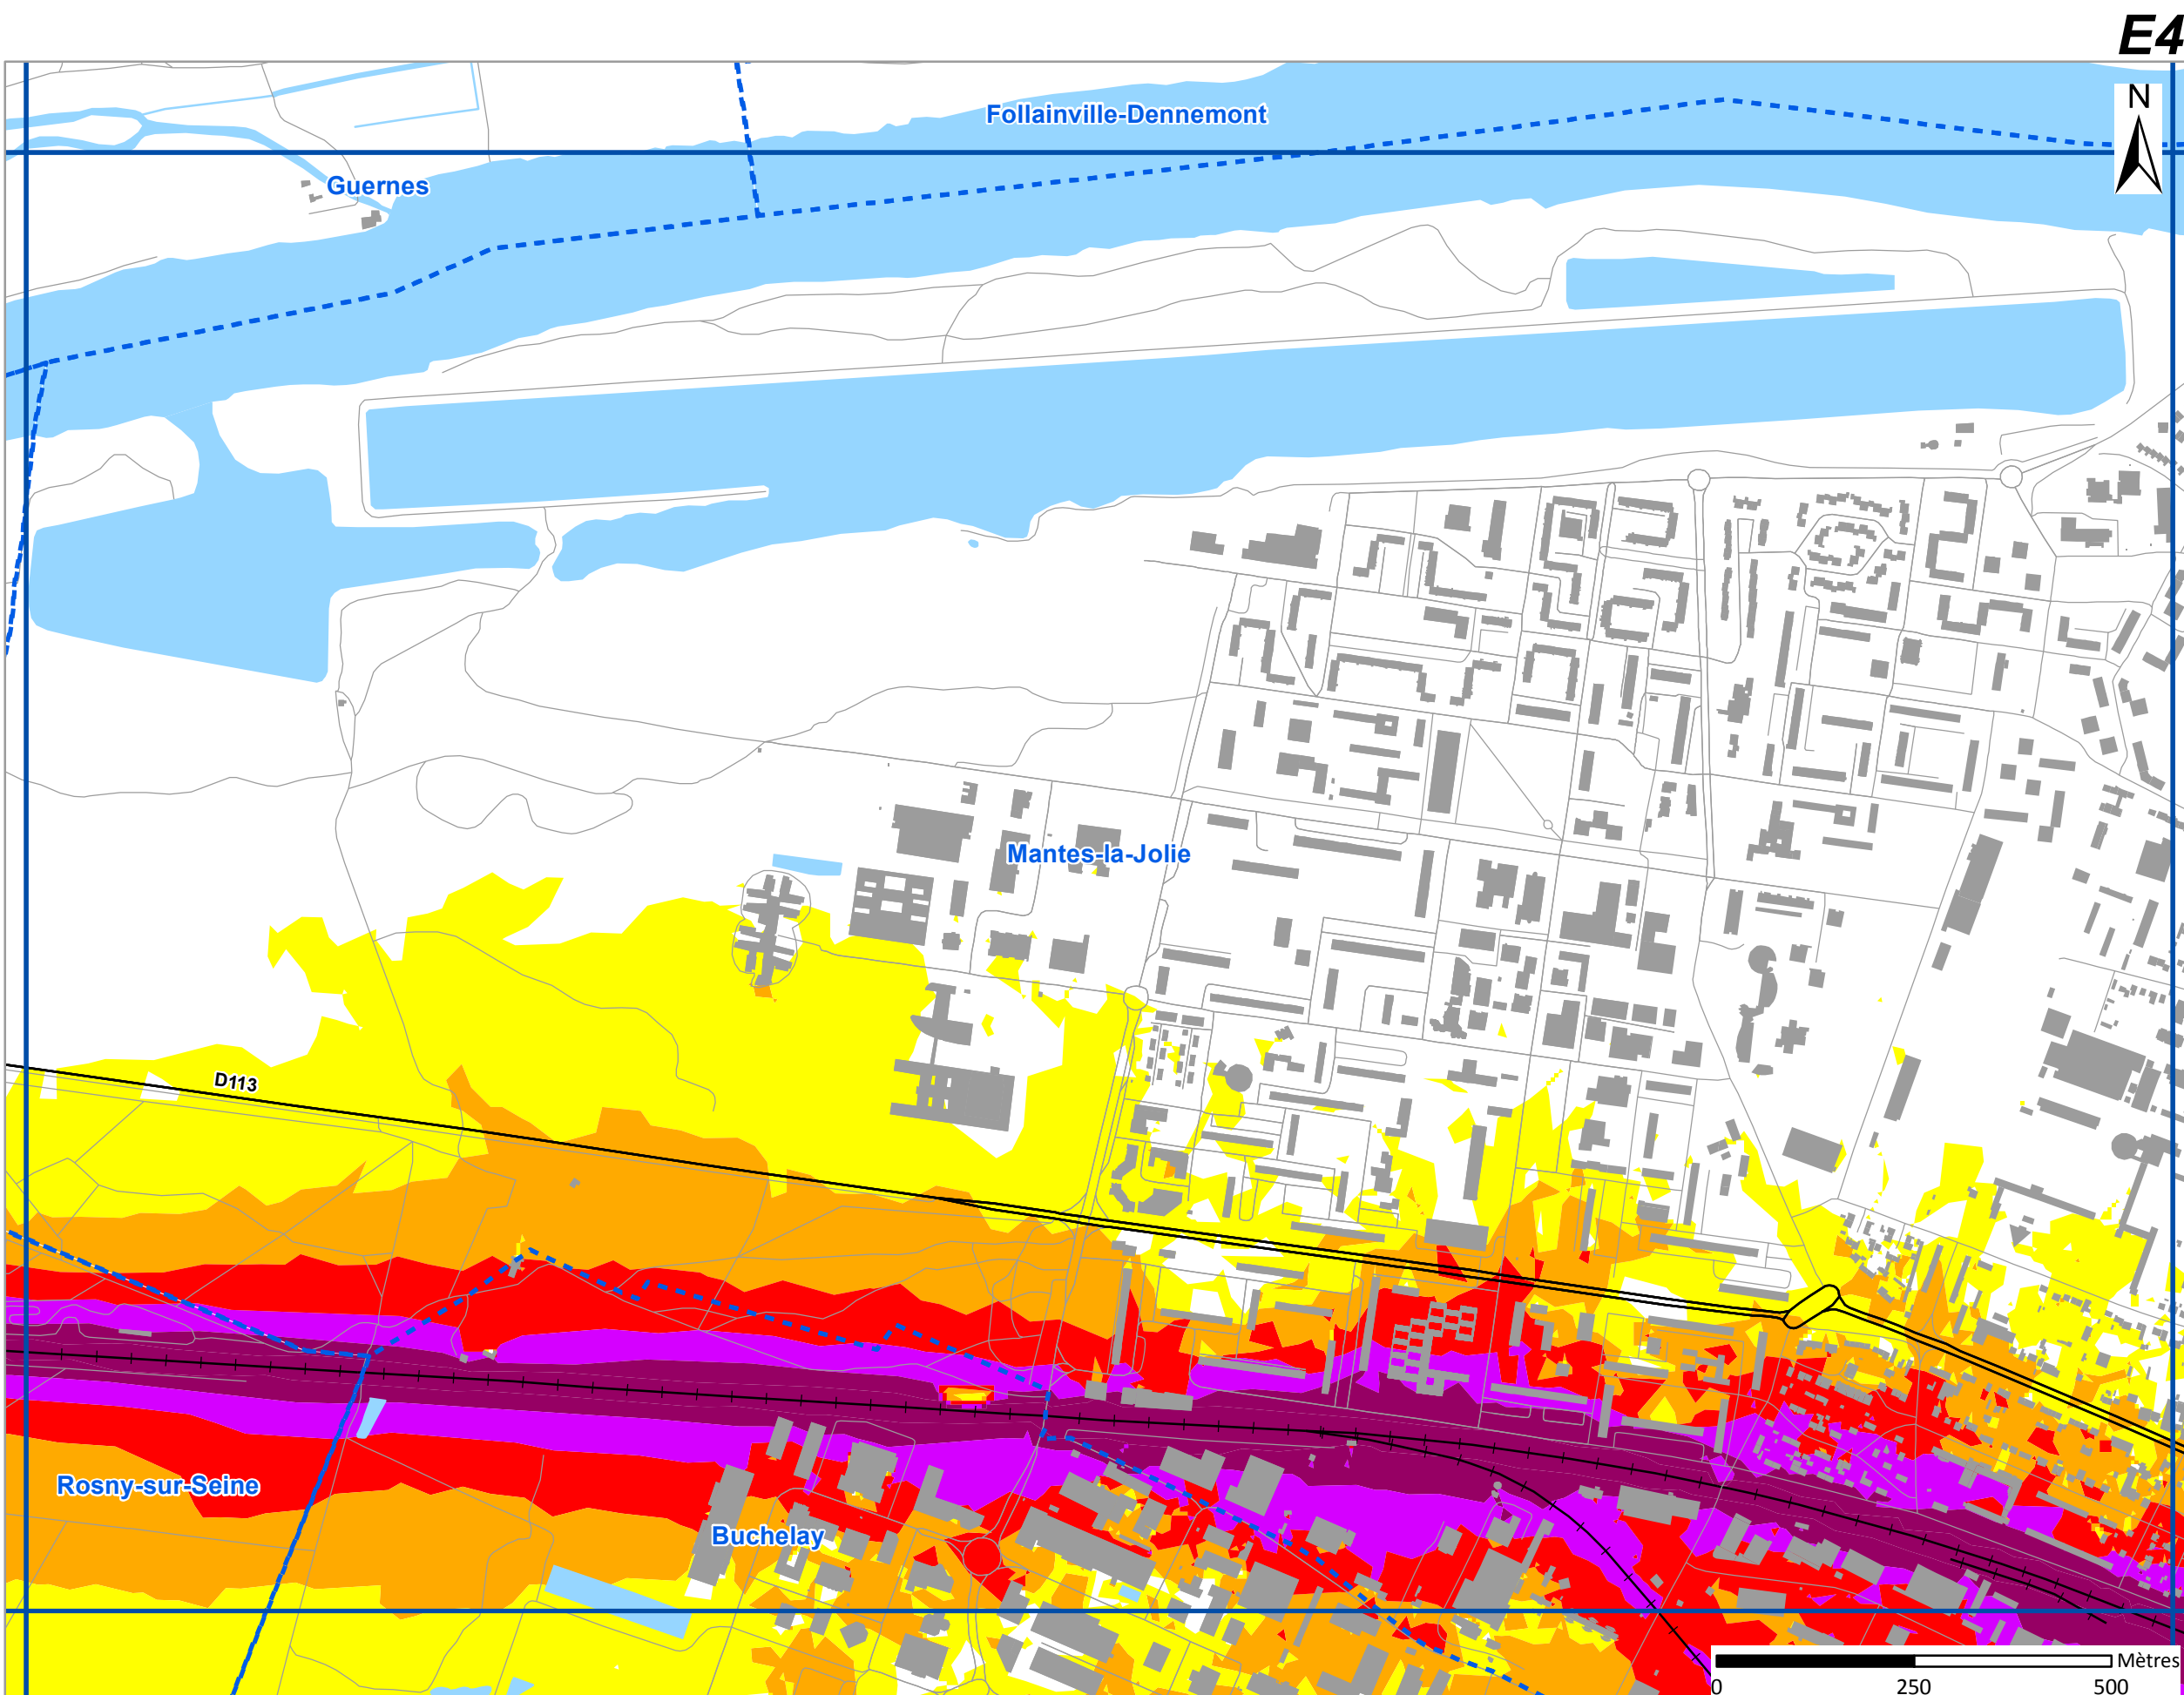 E4
N
Follainville-Dennemont
Guernes
Mantes-la-Jolie
D113
Rosny-sur-Seine
Buchelay
Mètres
0 250 500